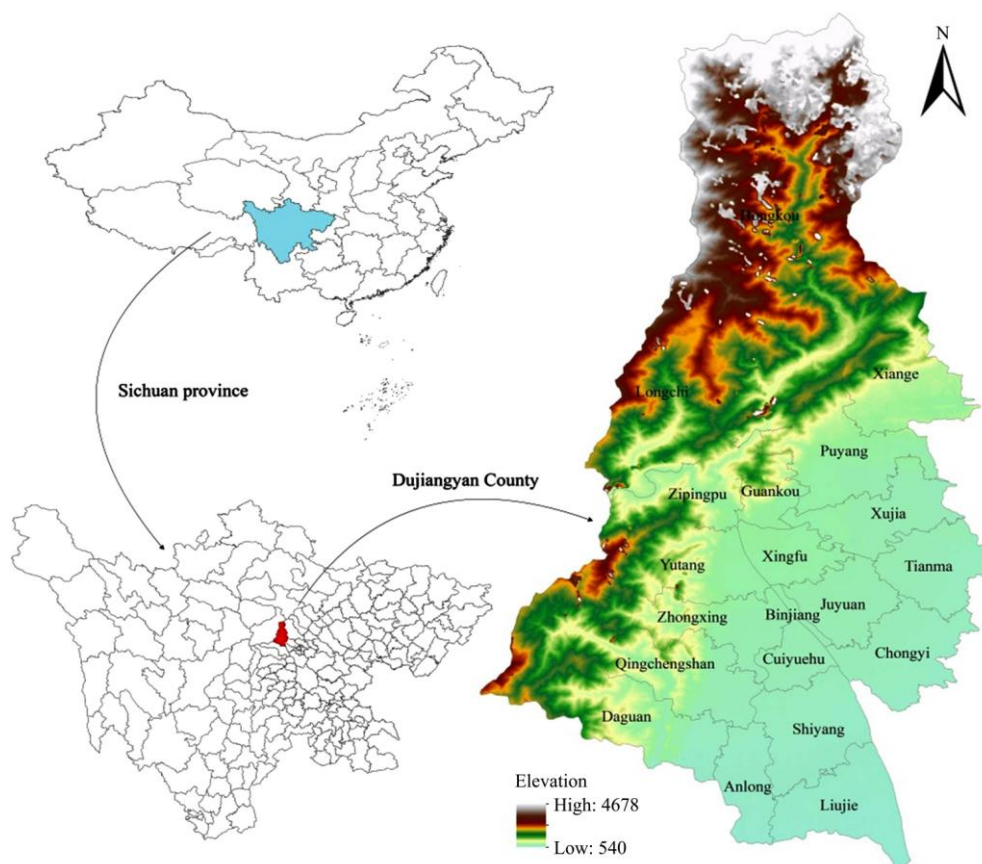 N
Sichuan province
Dujiangyan County
Hongkou
Xiange
Longchi
Puyang
Zipingpu
Guankou
Xujia
Xingfu
Yutang
Tianma
Juyuan
Zhongxing
Binjiang
Chongyi
Qingchengshan
Cuiyuehu
Daguan
Shiyang
Anlong
Liujie
Elevation
High: 4678
Low: 540